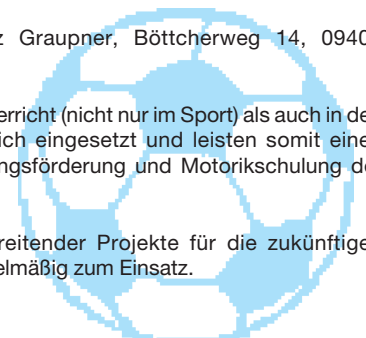 z Graupner, Böttcherweg 14, 0940
erricht (nicht nur im Sport) als auch in de
ich eingesetzt und leisten somit eine
ngsförderung und Motorikschulung de
reitender Projekte für die zukünftige
elmäßig zum Einsatz.